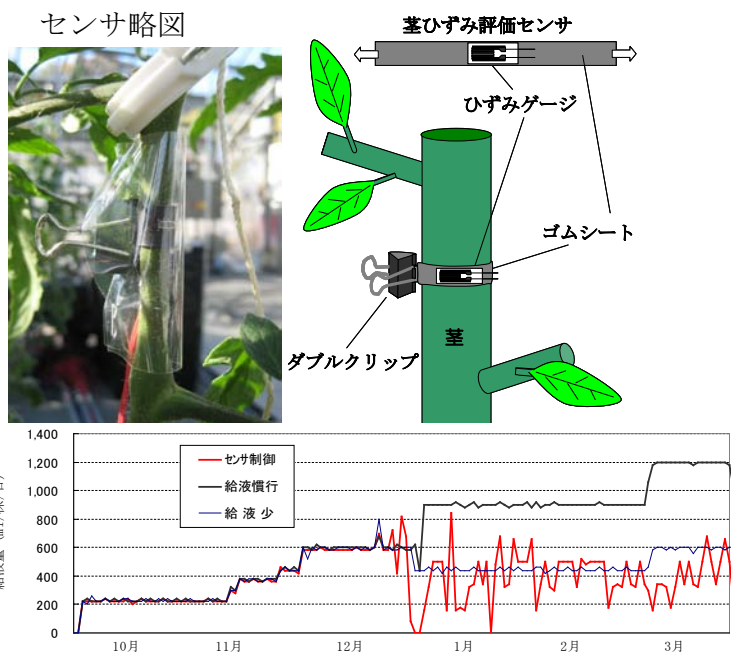 センサ略図
茎ひずみ評価センサ
ひずみゲージ
ゴムシート
茎
ダブルクリップ
1,400
1,200
1,000
800
600
400
200
0
センサ制御
給液慣行
給液少
10月 11月 12月 1月 2月 3月